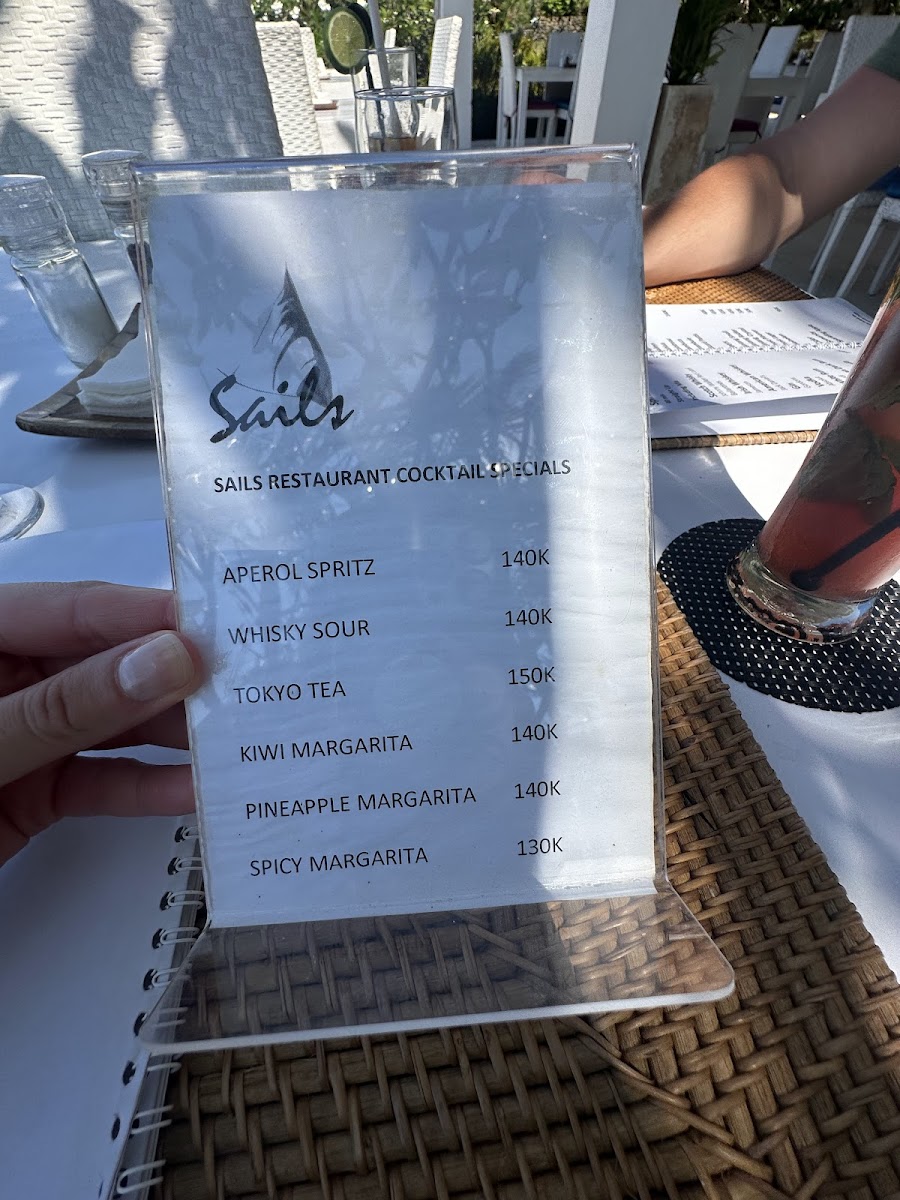 Sails
SAILS RESTAURANT COCKTAIL SPECIALS
APEROL SPRITZ 140K
WHISKY SOUR 140K
TOKYO TEA 150K
KIWI MARGARITA 140K
PINEAPPLE MARGARITA 140K
SPICY MARGARITA 130K